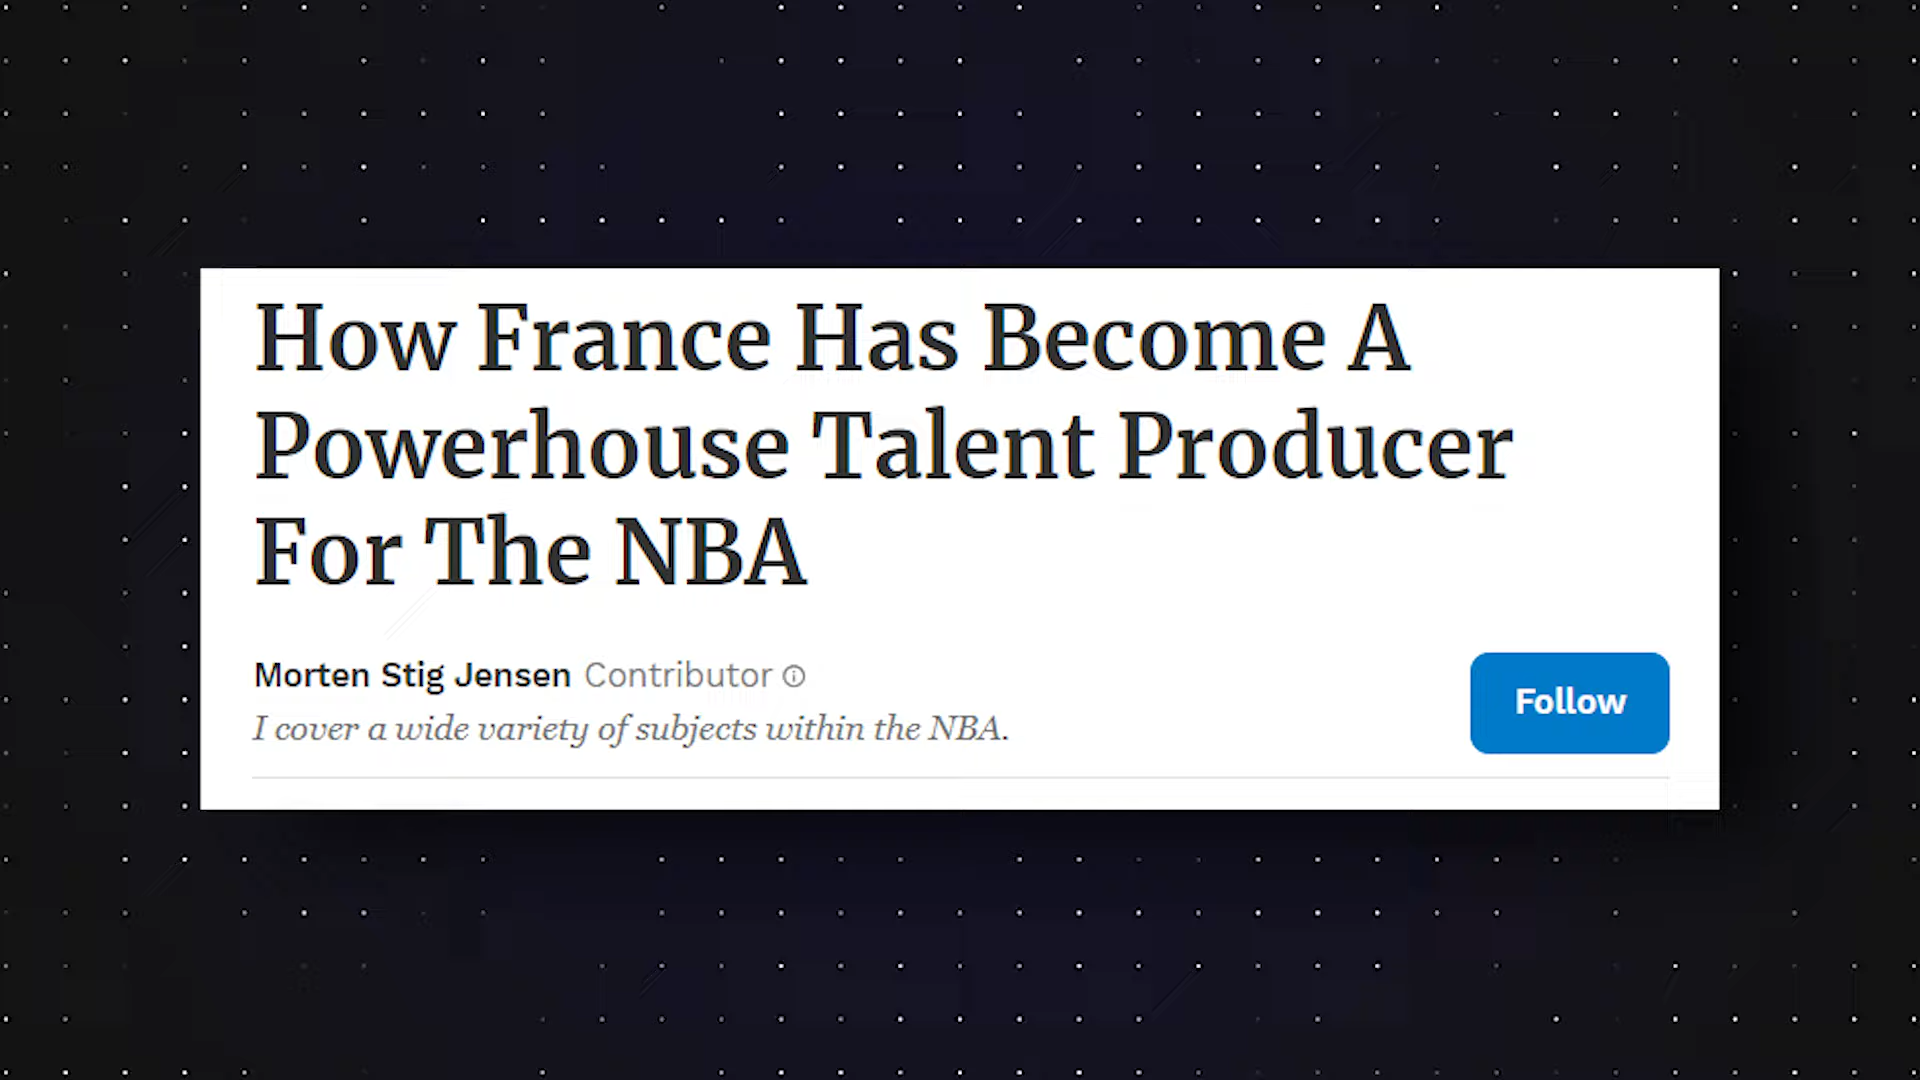 How France Has Become A
Powerhouse Talent Producer
For The NBA
Morten Stig Jensen Contributor
I cover a wide variety of subjects within the NBA.
Follow